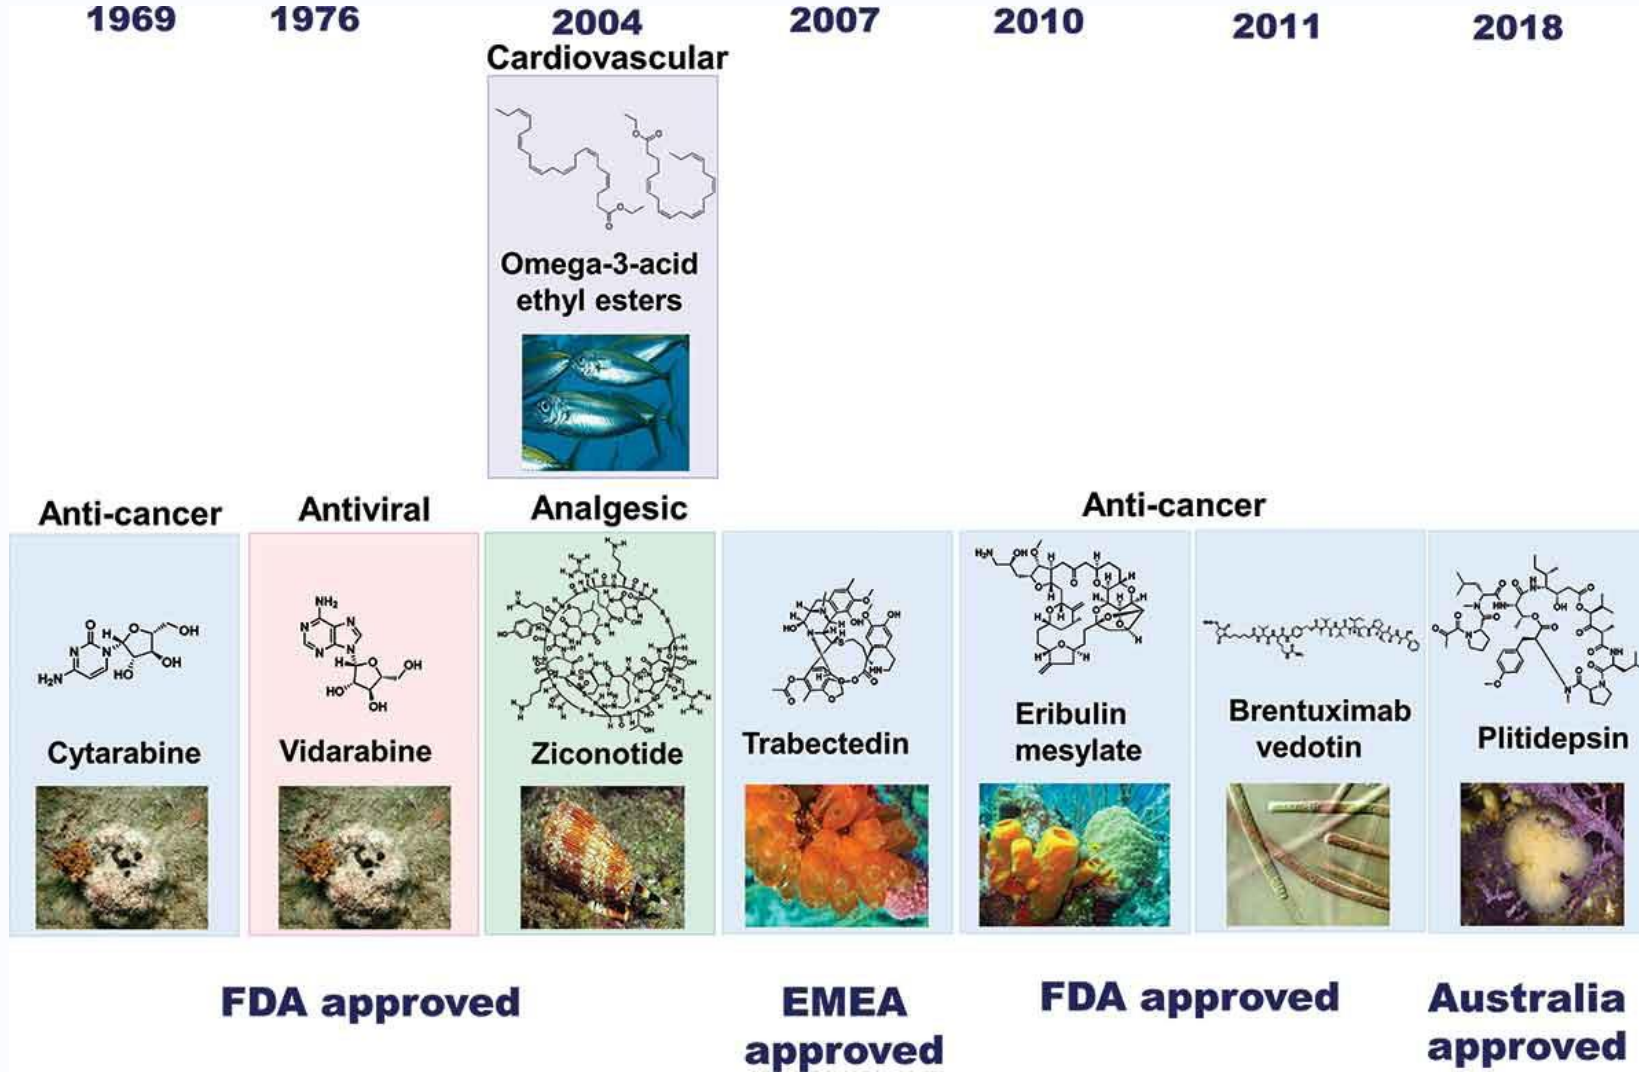 1969 1976 2004 2007 2010 2011 2018
Cardiovascular
Omega-3-acid
ethyl esters
Anti-cancer Antiviral Analgesic Anti-cancer
Cytarabine Vidarabine Ziconotide Trabectedin Eribulin
mesylate Brentuximab
vedotin Plitidepsin
FDA approved EMEA
approved FDA approved Australia
approved